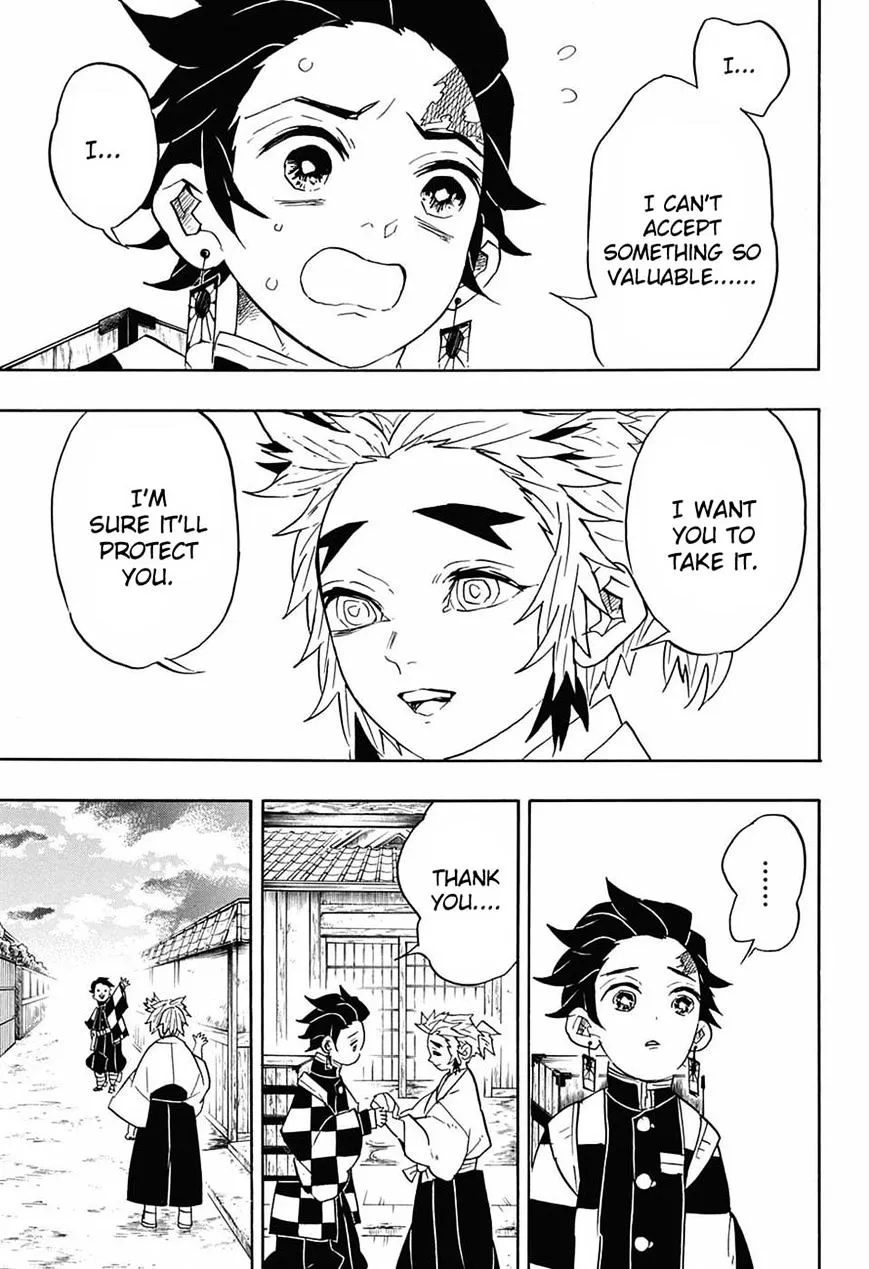 I...
I CAN'T
ACCEPT
SOMETHING SO
VALUABLE......
I...
I WANT
YOU TO
TAKE IT.
I'M
SURE IT'LL
PROTECT
YOU.
......
THANK
YOU....